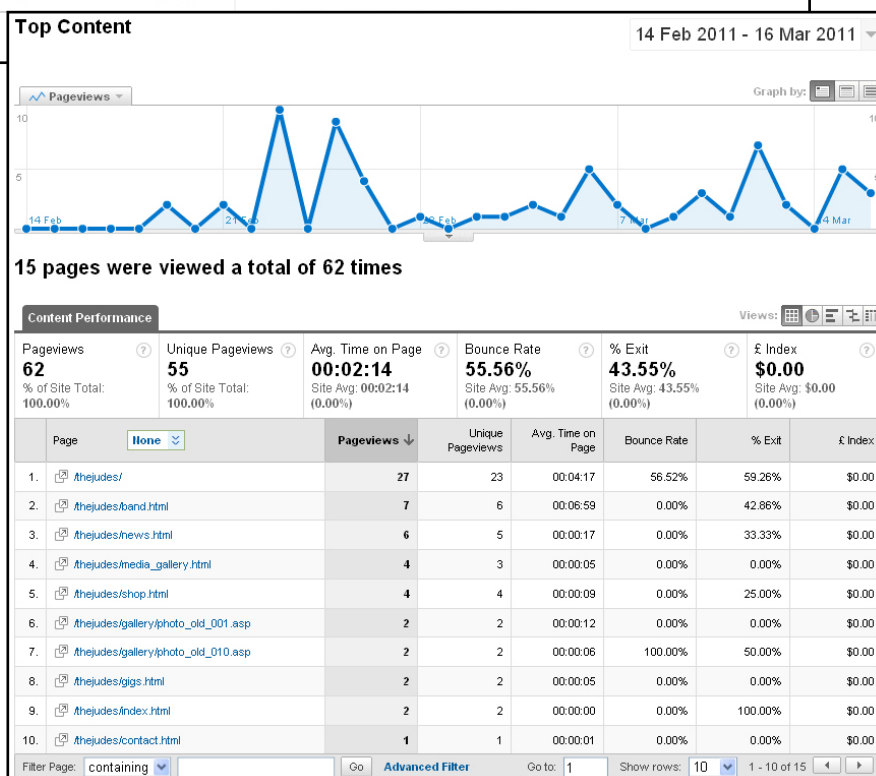 Top Content
14 Feb 2011 - 16 Mar 2011
Pageviews
Graph by:
10
5
14 Feb
7 Mar
15 pages were viewed a total of 62 times
Content Performance
Views:
Pageviews ? Unique Pageviews ? Avg. Time on Page ? Bounce Rate ? % Exit ? £ Index ?
62 55 00:02:14 55.56% 43.55% $0.00
% of Site Total: % of Site Total: Site Avg: 00:02:14 Site Avg: 55.56% Site Avg: 43.55% Site Avg: $0.00
100.00% 100.00% (0.00%) (0.00%) (0.00%) (0.00%)
Page None Pageviews Unique Pageviews Avg. Time on Page Bounce Rate % Exit £ Index
1. /thejudes/ 27 23 00:04:17 56.52% 59.26% $0.00
2. /thejudes/band.html 7 6 00:06:59 0.00% 42.86% $0.00
3. /thejudes/news.html 6 5 00:00:17 0.00% 33.33% $0.00
4. /thejudes/media_gallery.html 4 3 00:00:05 0.00% 0.00% $0.00
5. /thejudes/shop.html 4 4 00:00:09 0.00% 25.00% $0.00
6. /thejudes/gallery/photo_old_001.asp 2 2 00:00:12 0.00% 0.00% $0.00
7. /thejudes/gallery/photo_old_010.asp 2 2 00:00:06 100.00% 50.00% $0.00
8. /thejudes/gigs.html 2 2 00:00:05 0.00% 0.00% $0.00
9. /thejudes/index.html 2 2 00:00:00 0.00% 100.00% $0.00
10. /thejudes/contact.html 1 1 00:00:01 0.00% 0.00% $0.00
Filter Page: containing Go Advanced Filter Go to: 1 Show rows: 10 1 - 10 of 15